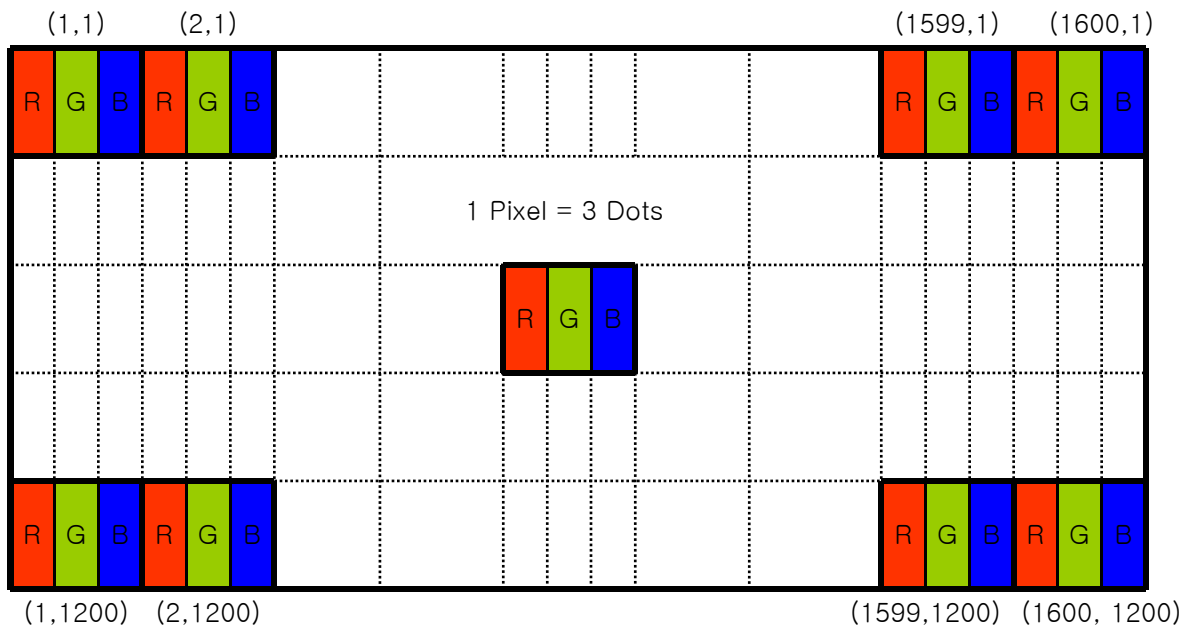 (1,1) (2,1) (1599,1) (1600,1)
R G B R G B R G B R G B
1 Pixel = 3 Dots
R G B
R G B R G B R G B R G B
(1,1200) (2,1200) (1599,1200) (1600, 1200)